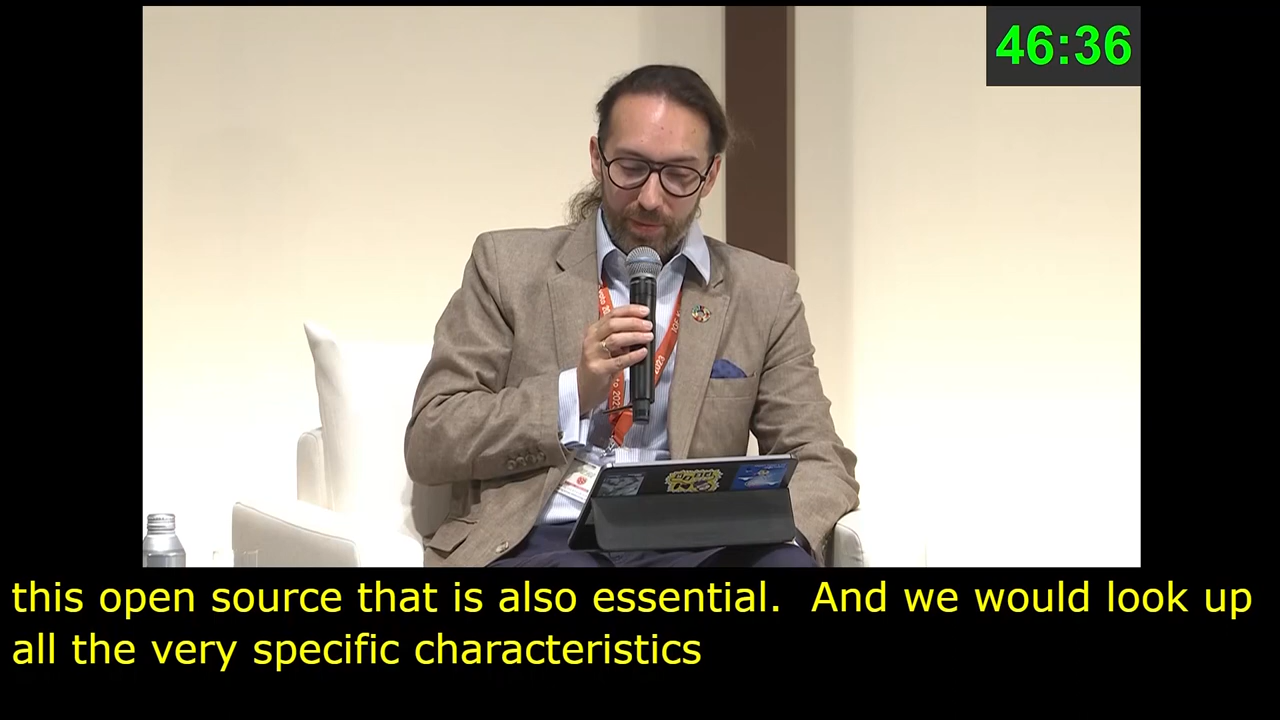 46:36
this open source that is also essential.  And we would look up
all the very specific characteristics